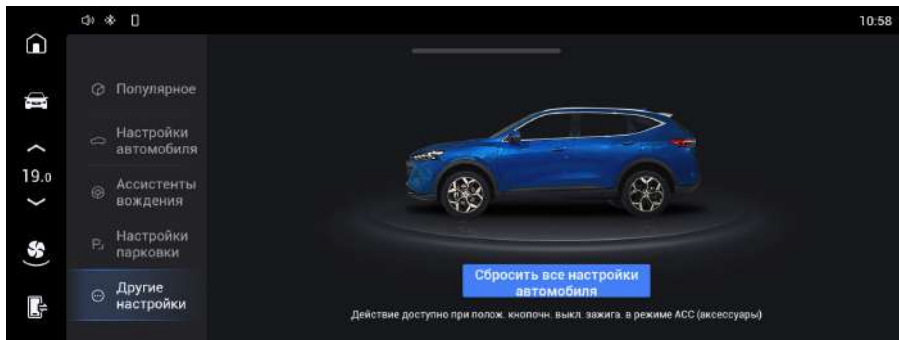 10:58
19.0
Популярное
Настройки
автомобиля
Ассистенты
вождения
Настройки
парковки
Другие
настройки
Сбросить все настройки
автомобиля
Действие доступно при полож. кнопочн. выкл. зажига. в режиме ACC (аксессуары)